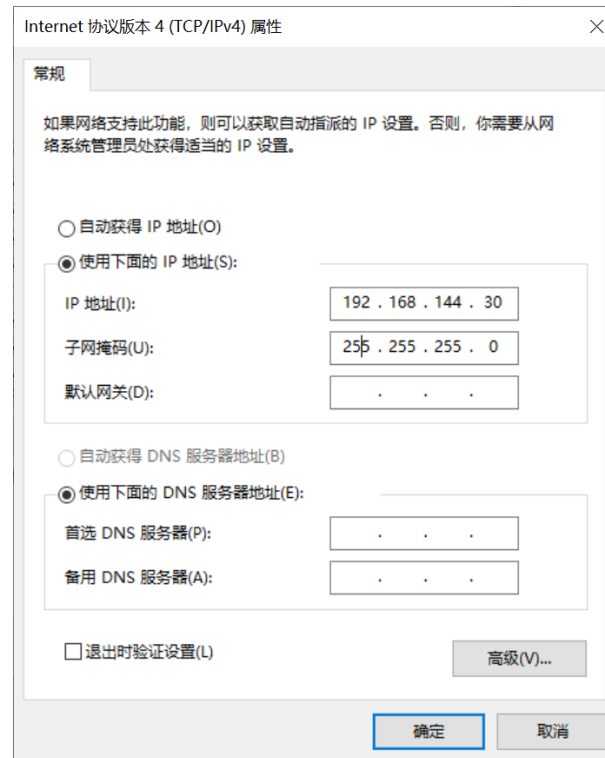 Internet 协议版本 4 (TCP/IPv4) 属性
常规
如果网络支持此功能，则可以获取自动指派的 IP 设置。否则，你需要从网
络系统管理员处获得适当的 IP 设置。
自动获得 IP 地址(O)
使用下面的 IP 地址(S):
IP 地址(I): 192 . 168 . 144 . 30
子网掩码(U): 255 . 255 . 255 . 0
默认网关(D): . . .
自动获得 DNS 服务器地址(B)
使用下面的 DNS 服务器地址(E):
首选 DNS 服务器(P): . . .
备用 DNS 服务器(A): . . .
退出时验证设置(L)
高级(V)...
确定 取消